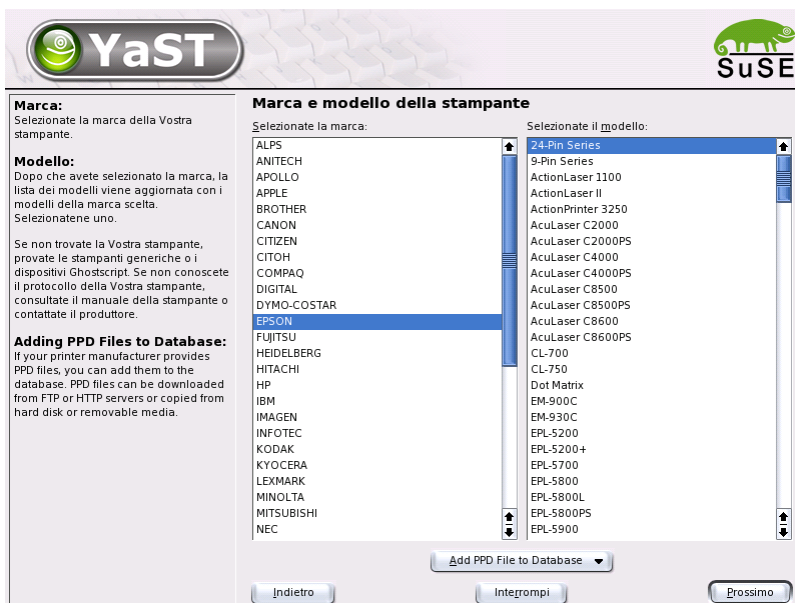 YaST
SuSE
Marca:
Selezionate la marca della Vostra
stampante.
Modello:
Dopo che avete selezionato la marca, la
lista dei modelli viene aggiornata con i
modelli della marca scelta.
Selezionatene uno.
Se non trovate la Vostra stampante,
provate le stampanti generiche o i
dispositivi Ghostscript. Se non conoscete
il protocollo della Vostra stampante,
consultate il manuale della stampante o
contattate il produttore.
Adding PPD Files to Database:
If your printer manufacturer provides
PPD files, you can add them to the
database. PPD files can be downloaded
from FTP or HTTP servers or copied from
hard disk or removable media.
Marca e modello della stampante
Selezionate la marca:
ALPS
ANITECH
APOLLO
APPLE
BROTHER
CANON
CITIZEN
CITOH
COMPAQ
DIGITAL
DYMO-COSTAR
EPSON
FUJITSU
HEIDELBERG
HITACHI
HP
IBM
IMAGEN
INFOTEC
KODAK
KYOCERA
LEXMARK
MINOLTA
MITSUBISHI
NEC
Selezionate il modello:
24-Pin Series
9-Pin Series
ActionLaser 1100
ActionLaser II
ActionPrinter 3250
AcuLaser C2000
AcuLaser C2000PS
AcuLaser C4000
AcuLaser C4000PS
AcuLaser C8500
AcuLaser C8500PS
AcuLaser C8600
AcuLaser C8600PS
CL-700
CL-750
Dot Matrix
EM-900C
EM-930C
EPL-5200
EPL-5200+
EPL-5700
EPL-5800
EPL-5800L
EPL-5800PS
EPL-5900
Add PPD File to Database
Indietro
Interrompi
Prossimo